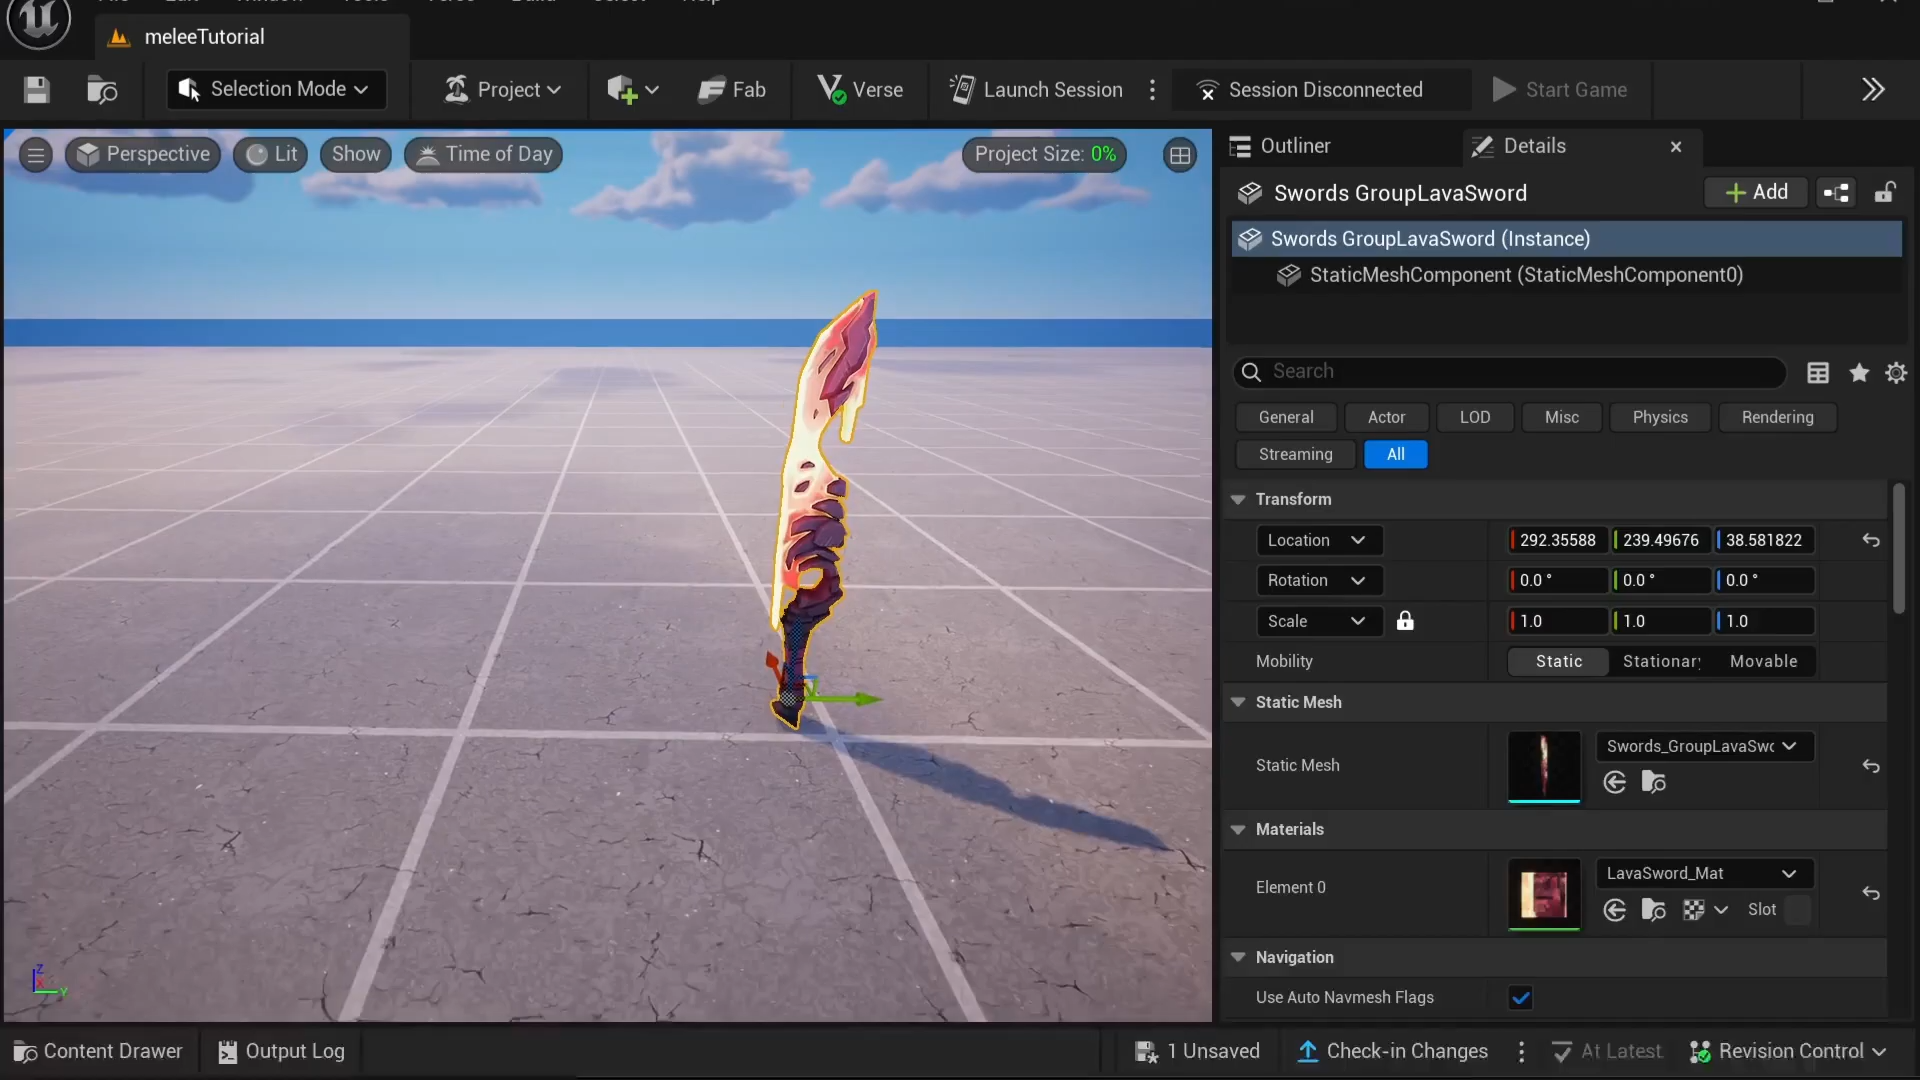 meleeTutorial
Selection Mode
Project
Fab
Verse
Launch Session
Session Disconnected
Start Game
Perspective
Lit
Show
Time of Day
Project Size: 0%
Outliner
Details
Swords GroupLavaSword
Add
Swords GroupLavaSword (Instance)
StaticMeshComponent (StaticMeshComponent0)
Search
General
Actor
LOD
Misc
Physics
Rendering
Streaming
All
Transform
Location
292.35588
239.49676
38.581822
Rotation
0.0 °
0.0 °
0.0 °
Scale
1.0
1.0
1.0
Mobility
Static
Stationary
Movable
Static Mesh
Static Mesh
Swords_GroupLavaSwo
Materials
Element 0
LavaSword_Mat
Slot
Navigation
Use Auto Navmesh Flags
Z
X
Y
Content Drawer
Output Log
1 Unsaved
Check-in Changes
At Latest
Revision Control